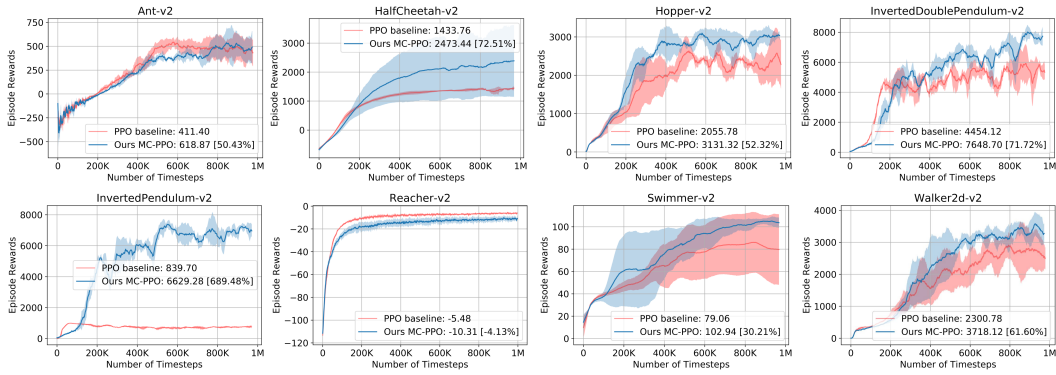 Ant-v2
750
500
250
0
−250
−500
Episode Rewards
PPO baseline: 411.40
Ours MC-PPO: 618.87 [50.43%]
0 200K 400K 600K 800K 1M
Number of Timesteps
HalfCheetah-v2
3000
2000
1000
0
Episode Rewards
PPO baseline: 1433.76
Ours MC-PPO: 2473.44 [72.51%]
0 200K 400K 600K 800K 1M
Number of Timesteps
Hopper-v2
3000
2000
1000
0
Episode Rewards
PPO baseline: 2055.78
Ours MC-PPO: 3131.32 [52.32%]
0 200K 400K 600K 800K 1M
Number of Timesteps
InvertedDoublePendulum-v2
8000
6000
4000
2000
0
Episode Rewards
PPO baseline: 4454.12
Ours MC-PPO: 7648.70 [71.72%]
0 200K 400K 600K 800K 1M
Number of Timesteps
InvertedPendulum-v2
8000
6000
4000
2000
0
Episode Rewards
PPO baseline: 839.70
Ours MC-PPO: 6629.28 [689.48%]
0 200K 400K 600K 800K 1M
Number of Timesteps
Reacher-v2
0
−20
−40
−60
−80
−100
−120
Episode Rewards
PPO baseline: -5.48
Ours MC-PPO: -10.31 [-4.13%]
0 200K 400K 600K 800K 1M
Number of Timesteps
Swimmer-v2
100
80
60
40
20
0
Episode Rewards
PPO baseline: 79.06
Ours MC-PPO: 102.94 [30.21%]
0 200K 400K 600K 800K 1M
Number of Timesteps
Walker2d-v2
4000
3000
2000
1000
0
Episode Rewards
PPO baseline: 2300.78
Ours MC-PPO: 3718.12 [61.60%]
0 200K 400K 600K 800K 1M
Number of Timesteps